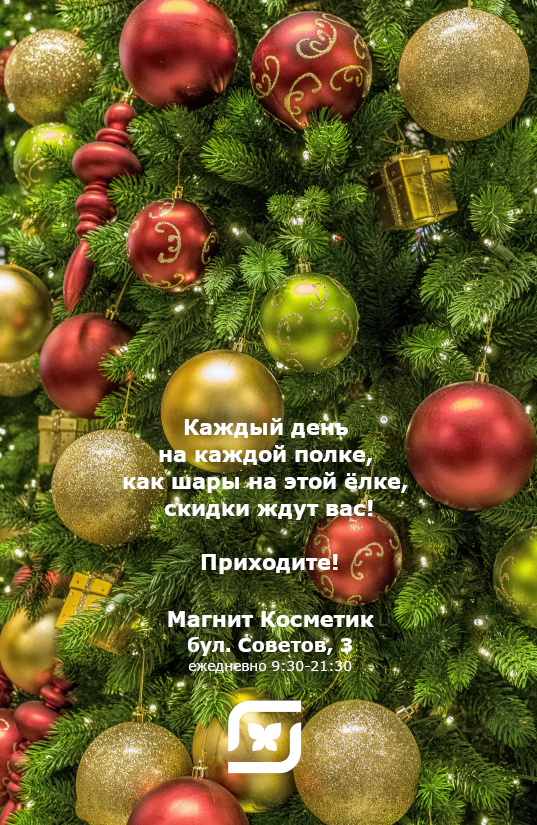 Каждый день
на каждой полке,
как шары на этой ёлке,
скидки ждут вас!
Приходите!
Магнит Косметик
бул. Советов, 3
ежедневно 9:30-21:30